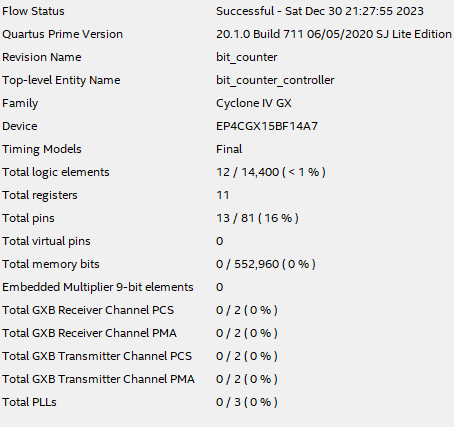 Flow Status Successful - Sat Dec 30 21:27:55 2023
Quartus Prime Version 20.1.0 Build 711 06/05/2020 SJ Lite Edition
Revision Name bit_counter
Top-level Entity Name bit_counter_controller
Family Cyclone IV GX
Device EP4CGX15BF14A7
Timing Models Final
Total logic elements 12 / 14,400 ( < 1 % )
Total registers 11
Total pins 13 / 81 ( 16 % )
Total virtual pins 0
Total memory bits 0 / 552,960 ( 0 % )
Embedded Multiplier 9-bit elements 0
Total GXB Receiver Channel PCS 0 / 2 ( 0 % )
Total GXB Receiver Channel PMA 0 / 2 ( 0 % )
Total GXB Transmitter Channel PCS 0 / 2 ( 0 % )
Total GXB Transmitter Channel PMA 0 / 2 ( 0 % )
Total PLLs 0 / 3 ( 0 % )